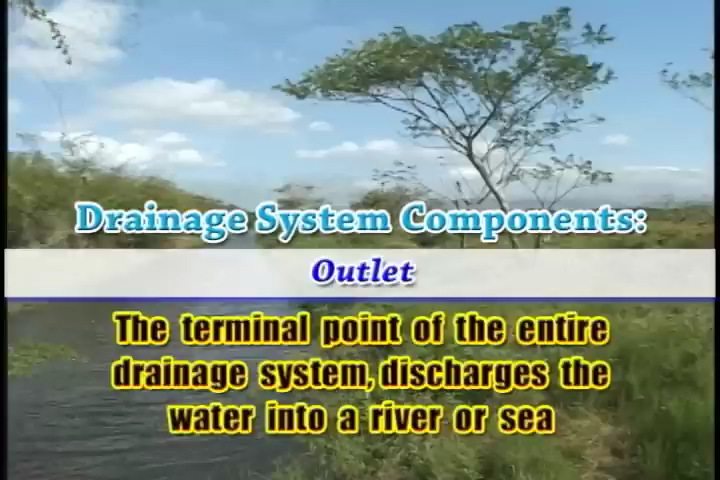 Drainage System Components:
Outlet
The terminal point of the entire
drainage system, discharges the
water into a river or sea